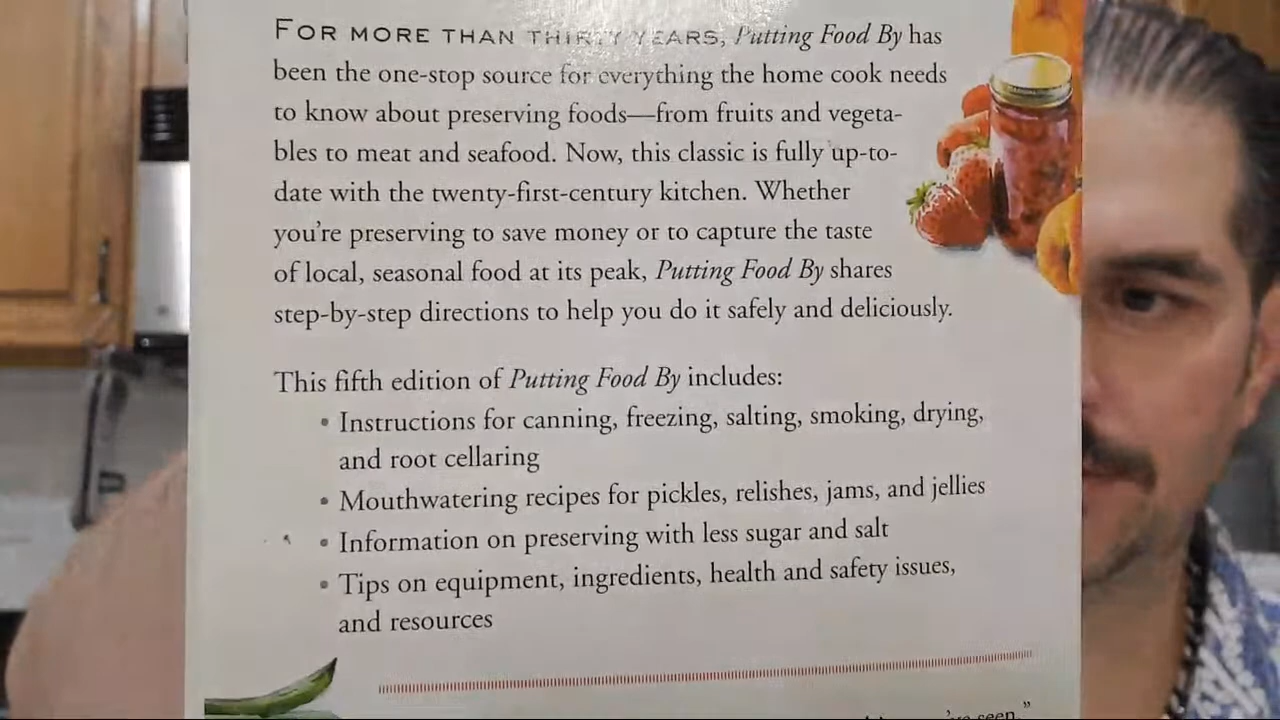 FOR MORE THAN THIRTY YEARS, Putting Food By has
been the one-stop source for everything the home cook needs
to know about preserving foods—from fruits and vegeta-
bles to meat and seafood. Now, this classic is fully up-to-
date with the twenty-first-century kitchen. Whether
you're preserving to save money or to capture the taste
of local, seasonal food at its peak, Putting Food By shares
step-by-step directions to help you do it safely and deliciously.
This fifth edition of Putting Food By includes:
• Instructions for canning, freezing, salting, smoking, drying,
and root cellaring
• Mouthwatering recipes for pickles, relishes, jams, and jellies
• Information on preserving with less sugar and salt
• Tips on equipment, ingredients, health and safety issues,
and resources
seen."